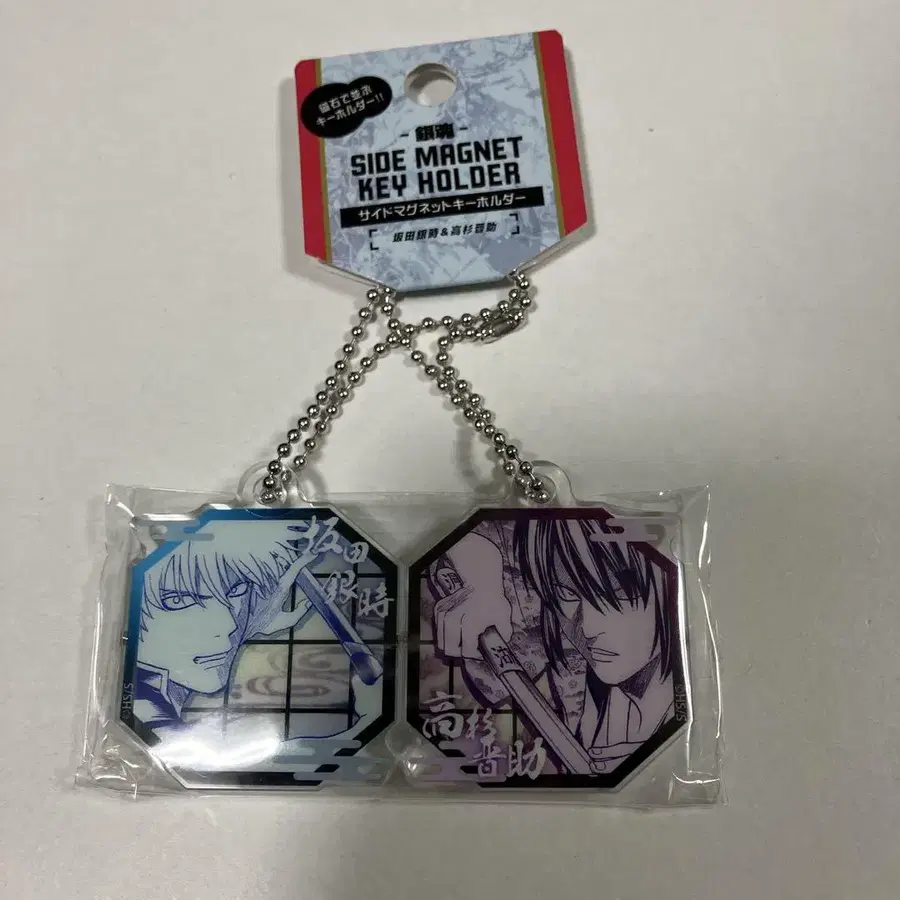 磁石で並ぶ
キーホルダー!!
- 銀魂 -
SIDE MAGNET
KEY HOLDER
サイドマグネットキーホルダー
坂田銀時&高杉晋助
坂田
銀時
高杉
晋助
©SH/S
©SH/S